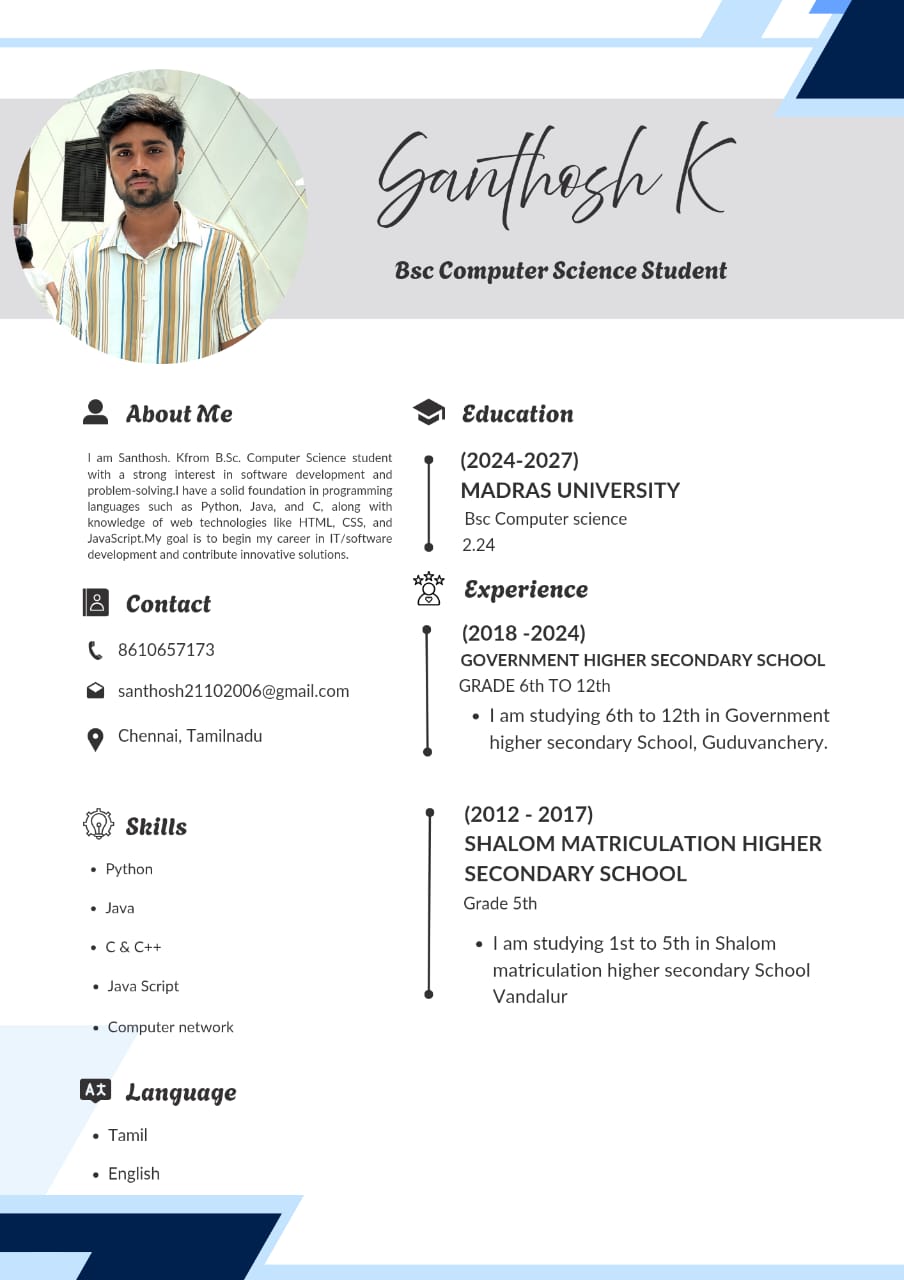 Santhosh K
Bsc Computer Science Student
About Me
I am Santhosh. Kfrom B.Sc. Computer Science student
with a strong interest in software development and
problem-solving.I have a solid foundation in programming
languages such as Python, Java, and C, along with
knowledge of web technologies like HTML, CSS, and
JavaScript.My goal is to begin my career in IT/software
development and contribute innovative solutions.
Contact
8610657173
santhosh21102006@gmail.com
Chennai, Tamilnadu
Skills
• Python
• Java
• C & C++
• Java Script
• Computer network
Language
• Tamil
• English
Education
(2024-2027)
MADRAS UNIVERSITY
Bsc Computer science
2.24
Experience
(2018 -2024)
GOVERNMENT HIGHER SECONDARY SCHOOL
GRADE 6th TO 12th
• I am studying 6th to 12th in Government
higher secondary School, Guduvanchery.
(2012 - 2017)
SHALOM MATRICULATION HIGHER
SECONDARY SCHOOL
Grade 5th
• I am studying 1st to 5th in Shalom
matriculation higher secondary School
Vandalur